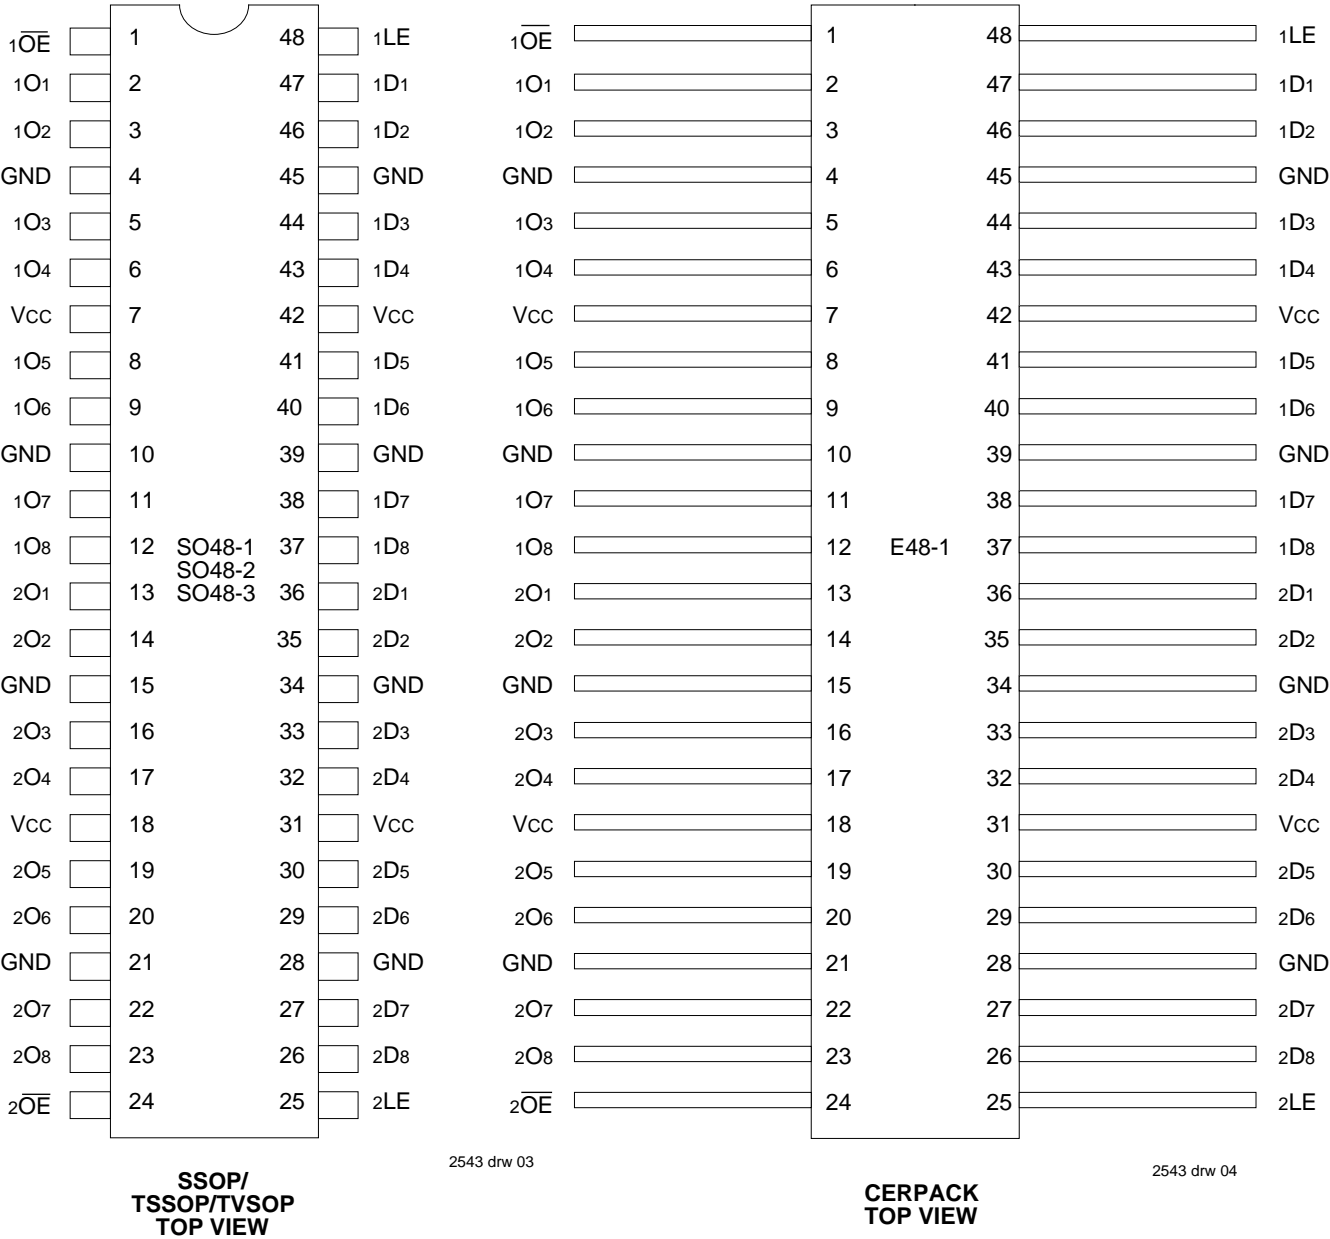 1OE 1 48 1LE 1OE 1 48 1LE
1O1 2 47 1D1 1O1 2 47 1D1
1O2 3 46 1D2 1O2 3 46 1D2
GND 4 45 GND GND 4 45 GND
1O3 5 44 1D3 1O3 5 44 1D3
1O4 6 43 1D4 1O4 6 43 1D4
VCC 7 42 VCC VCC 7 42 VCC
1O5 8 41 1D5 1O5 8 41 1D5
1O6 9 40 1D6 1O6 9 40 1D6
GND 10 39 GND GND 10 39 GND
1O7 11 38 1D7 1O7 11 38 1D7
1O8 12 SO48-1 37 1D8 1O8 12 E48-1 37 1D8
SO48-2
2O1 13 SO48-3 36 2D1 2O1 13 36 2D1
2O2 14 35 2D2 2O2 14 35 2D2
GND 15 34 GND GND 15 34 GND
2O3 16 33 2D3 2O3 16 33 2D3
2O4 17 32 2D4 2O4 17 32 2D4
VCC 18 31 VCC VCC 18 31 VCC
2O5 19 30 2D5 2O5 19 30 2D5
2O6 20 29 2D6 2O6 20 29 2D6
GND 21 28 GND GND 21 28 GND
2O7 22 27 2D7 2O7 22 27 2D7
2O8 23 26 2D8 2O8 23 26 2D8
2OE 24 25 2LE 2OE 24 25 2LE
2543 drw 03
2543 drw 04
SSOP/
TSSOP/TVSOP
TOP VIEW
CERPACK
TOP VIEW